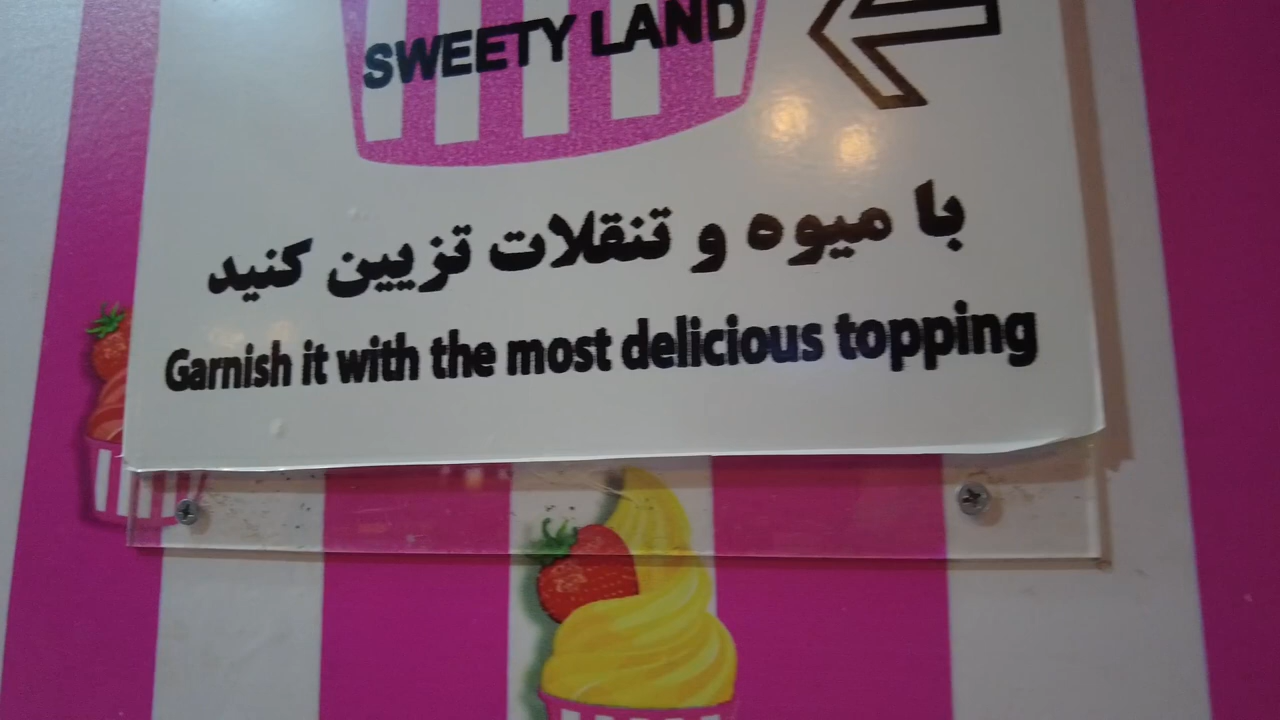 SWEETY LAND
با میوه و تنقلات تزیین کنید
Garnish it with the most delicious topping